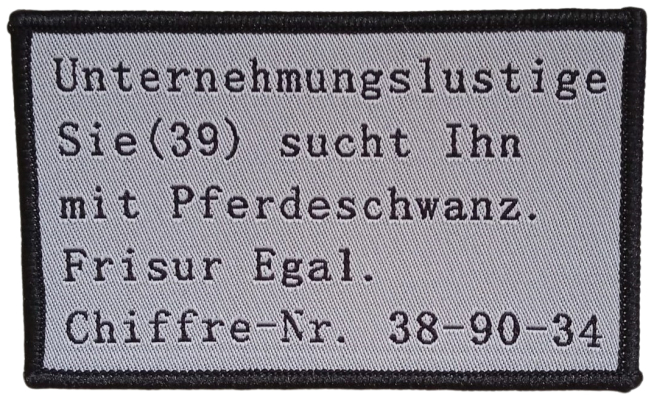 Unternehmungslustige
Sie(39) sucht Ihn
mit Pferdeschwanz.
Frisur Egal.
Chiffre-Nr. 38-90-34